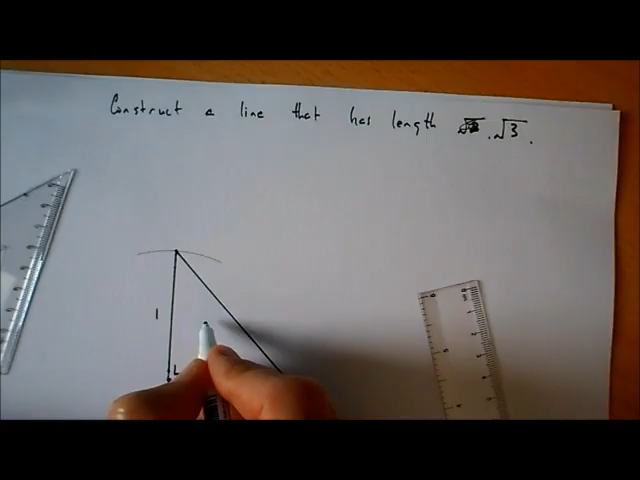 Construct a line that has length √3.
1